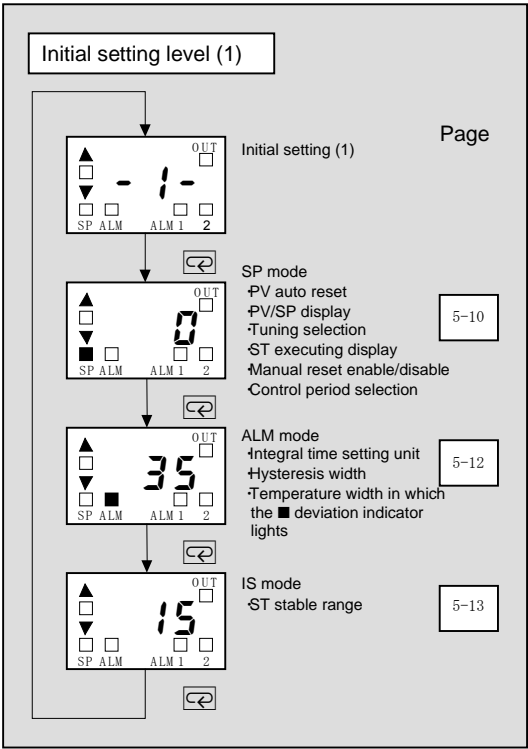 Initial setting level (1)
Page
OUT
Initial setting (1)
- 1 -
SP ALM ALM 1 2
SP mode
·PV auto reset
·PV/SP display
·Tuning selection
·ST executing display
·Manual reset enable/disable
·Control period selection
5-10
OUT
0
SP ALM ALM 1 2
ALM mode
·Integral time setting unit
·Hysteresis width
·Temperature width in which
the ■ deviation indicator
lights
5-12
OUT
35
SP ALM ALM 1 2
IS mode
·ST stable range
5-13
OUT
15
SP ALM ALM 1 2